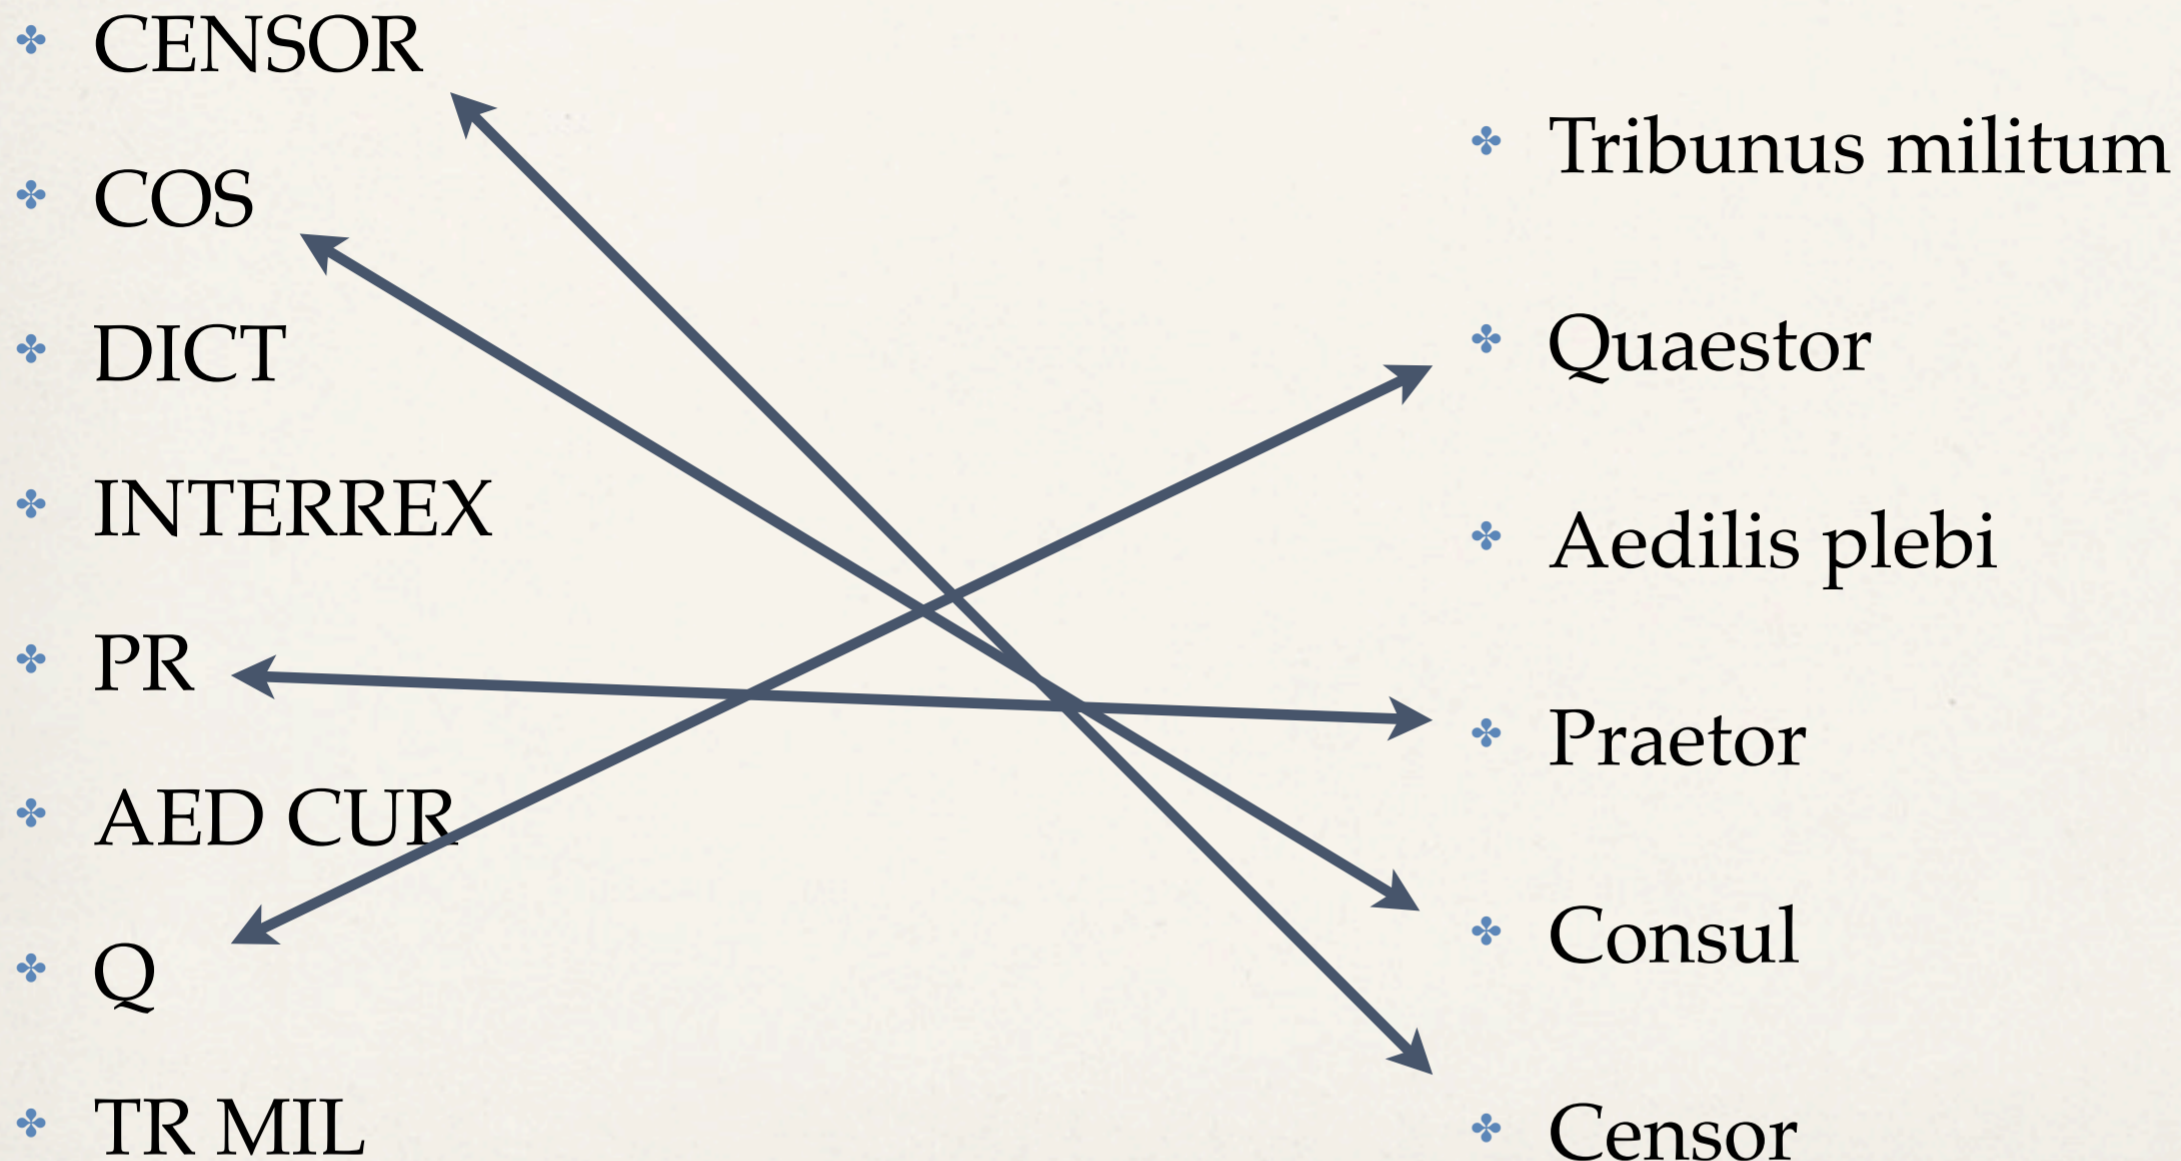 CENSOR
COS
DICT
INTERREX
PR
AED CUR
Q
TR MIL
Tribunus militum
Quaestor
Aedilis plebi
Praetor
Consul
Censor